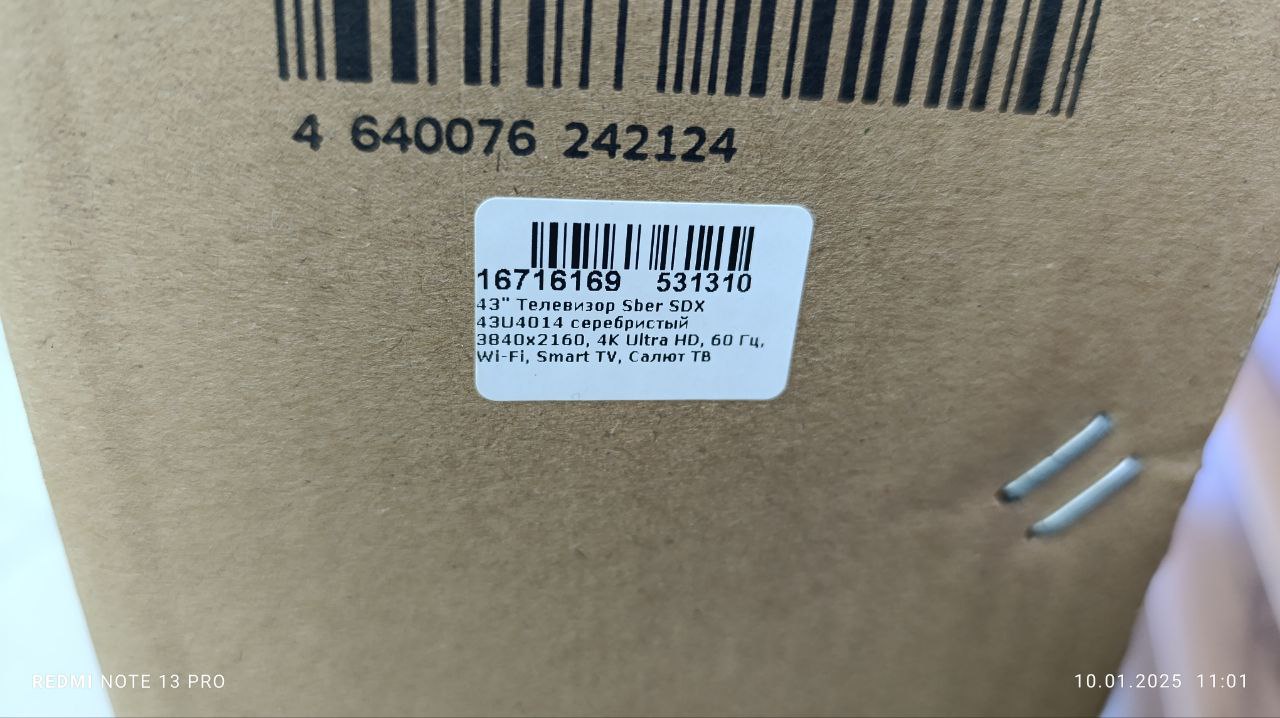 4 640076 242124
16716169 531310
43" Телевизор Sber SDX
43U4014 серебристый
3840x2160, 4K Ultra HD, 60 Гц,
Wi-Fi, Smart TV, Салют ТВ
REDMI NOTE 13 PRO
10.01.2025 11:01